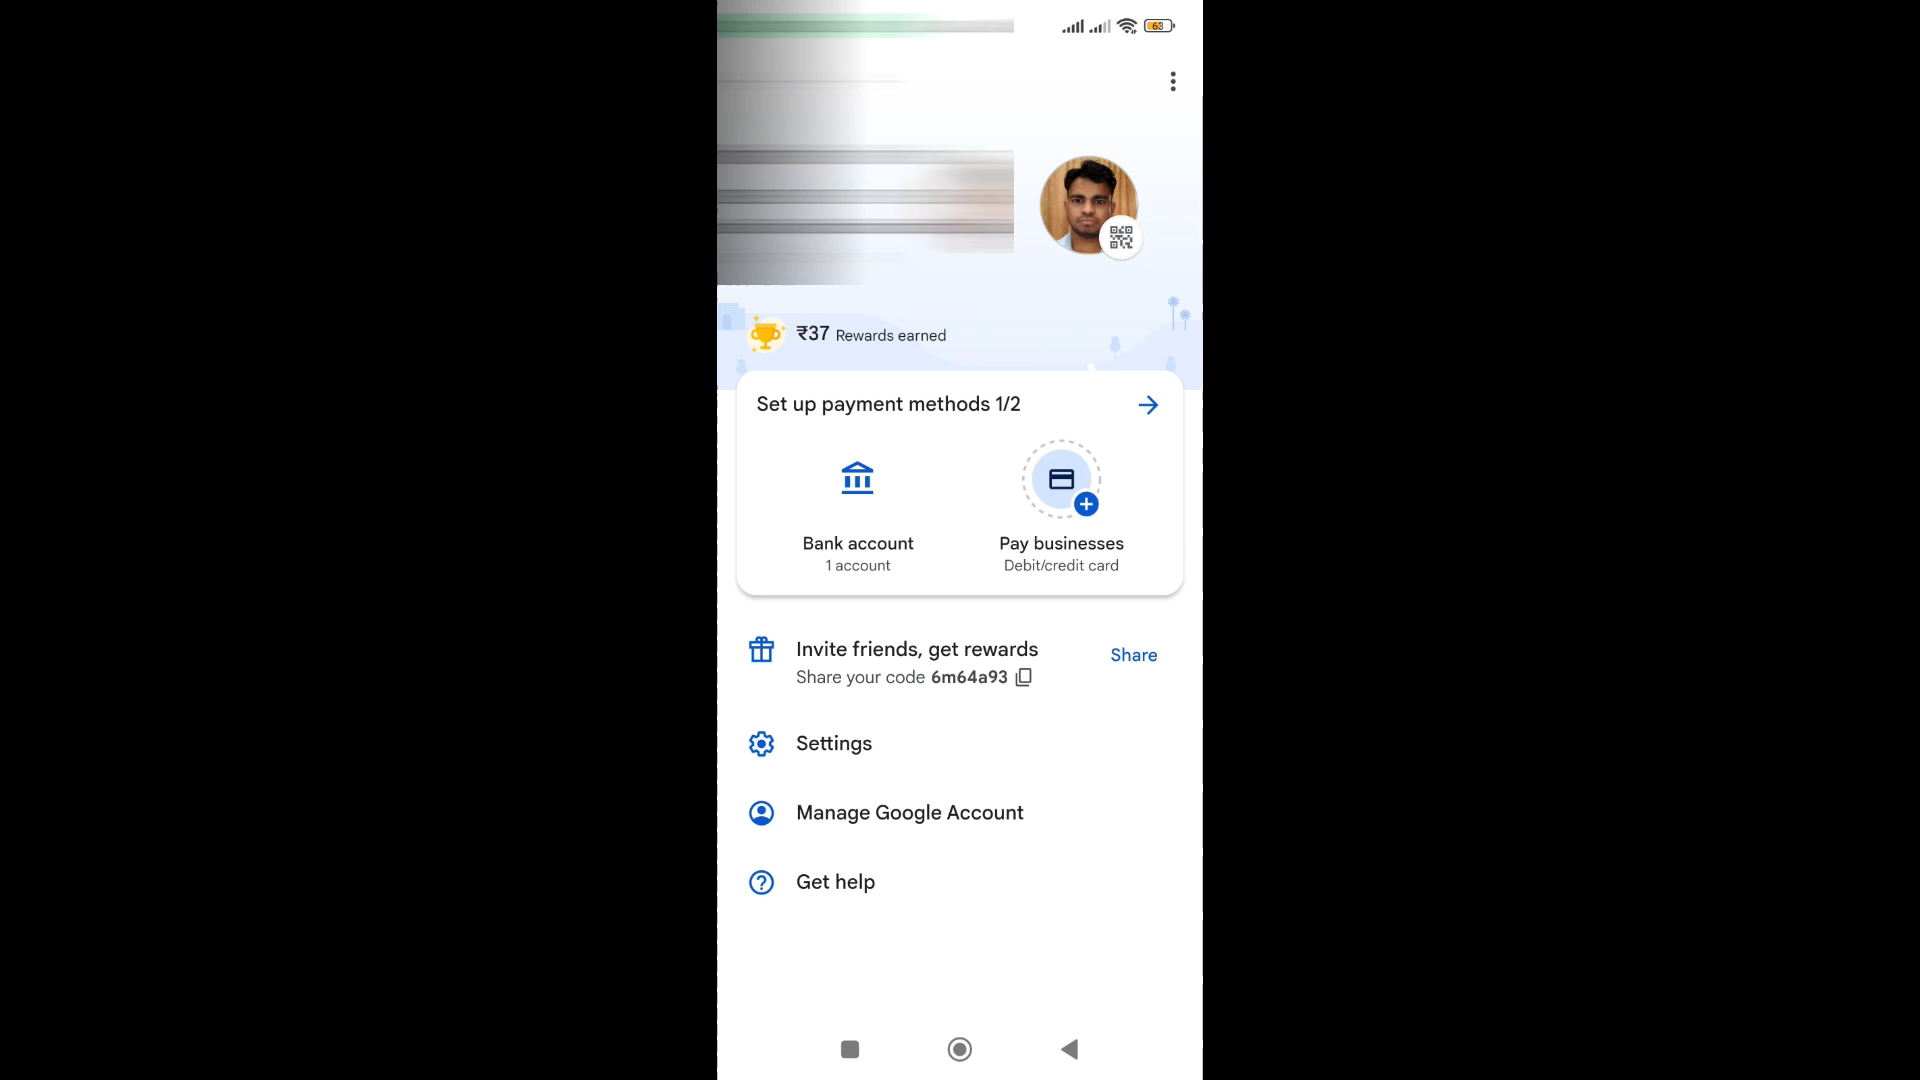 63
₹37 Rewards earned
Set up payment methods 1/2
Bank account
1 account
Pay businesses
Debit/credit card
Invite friends, get rewards
Share your code 6m64a93
Share
Settings
Manage Google Account
Get help